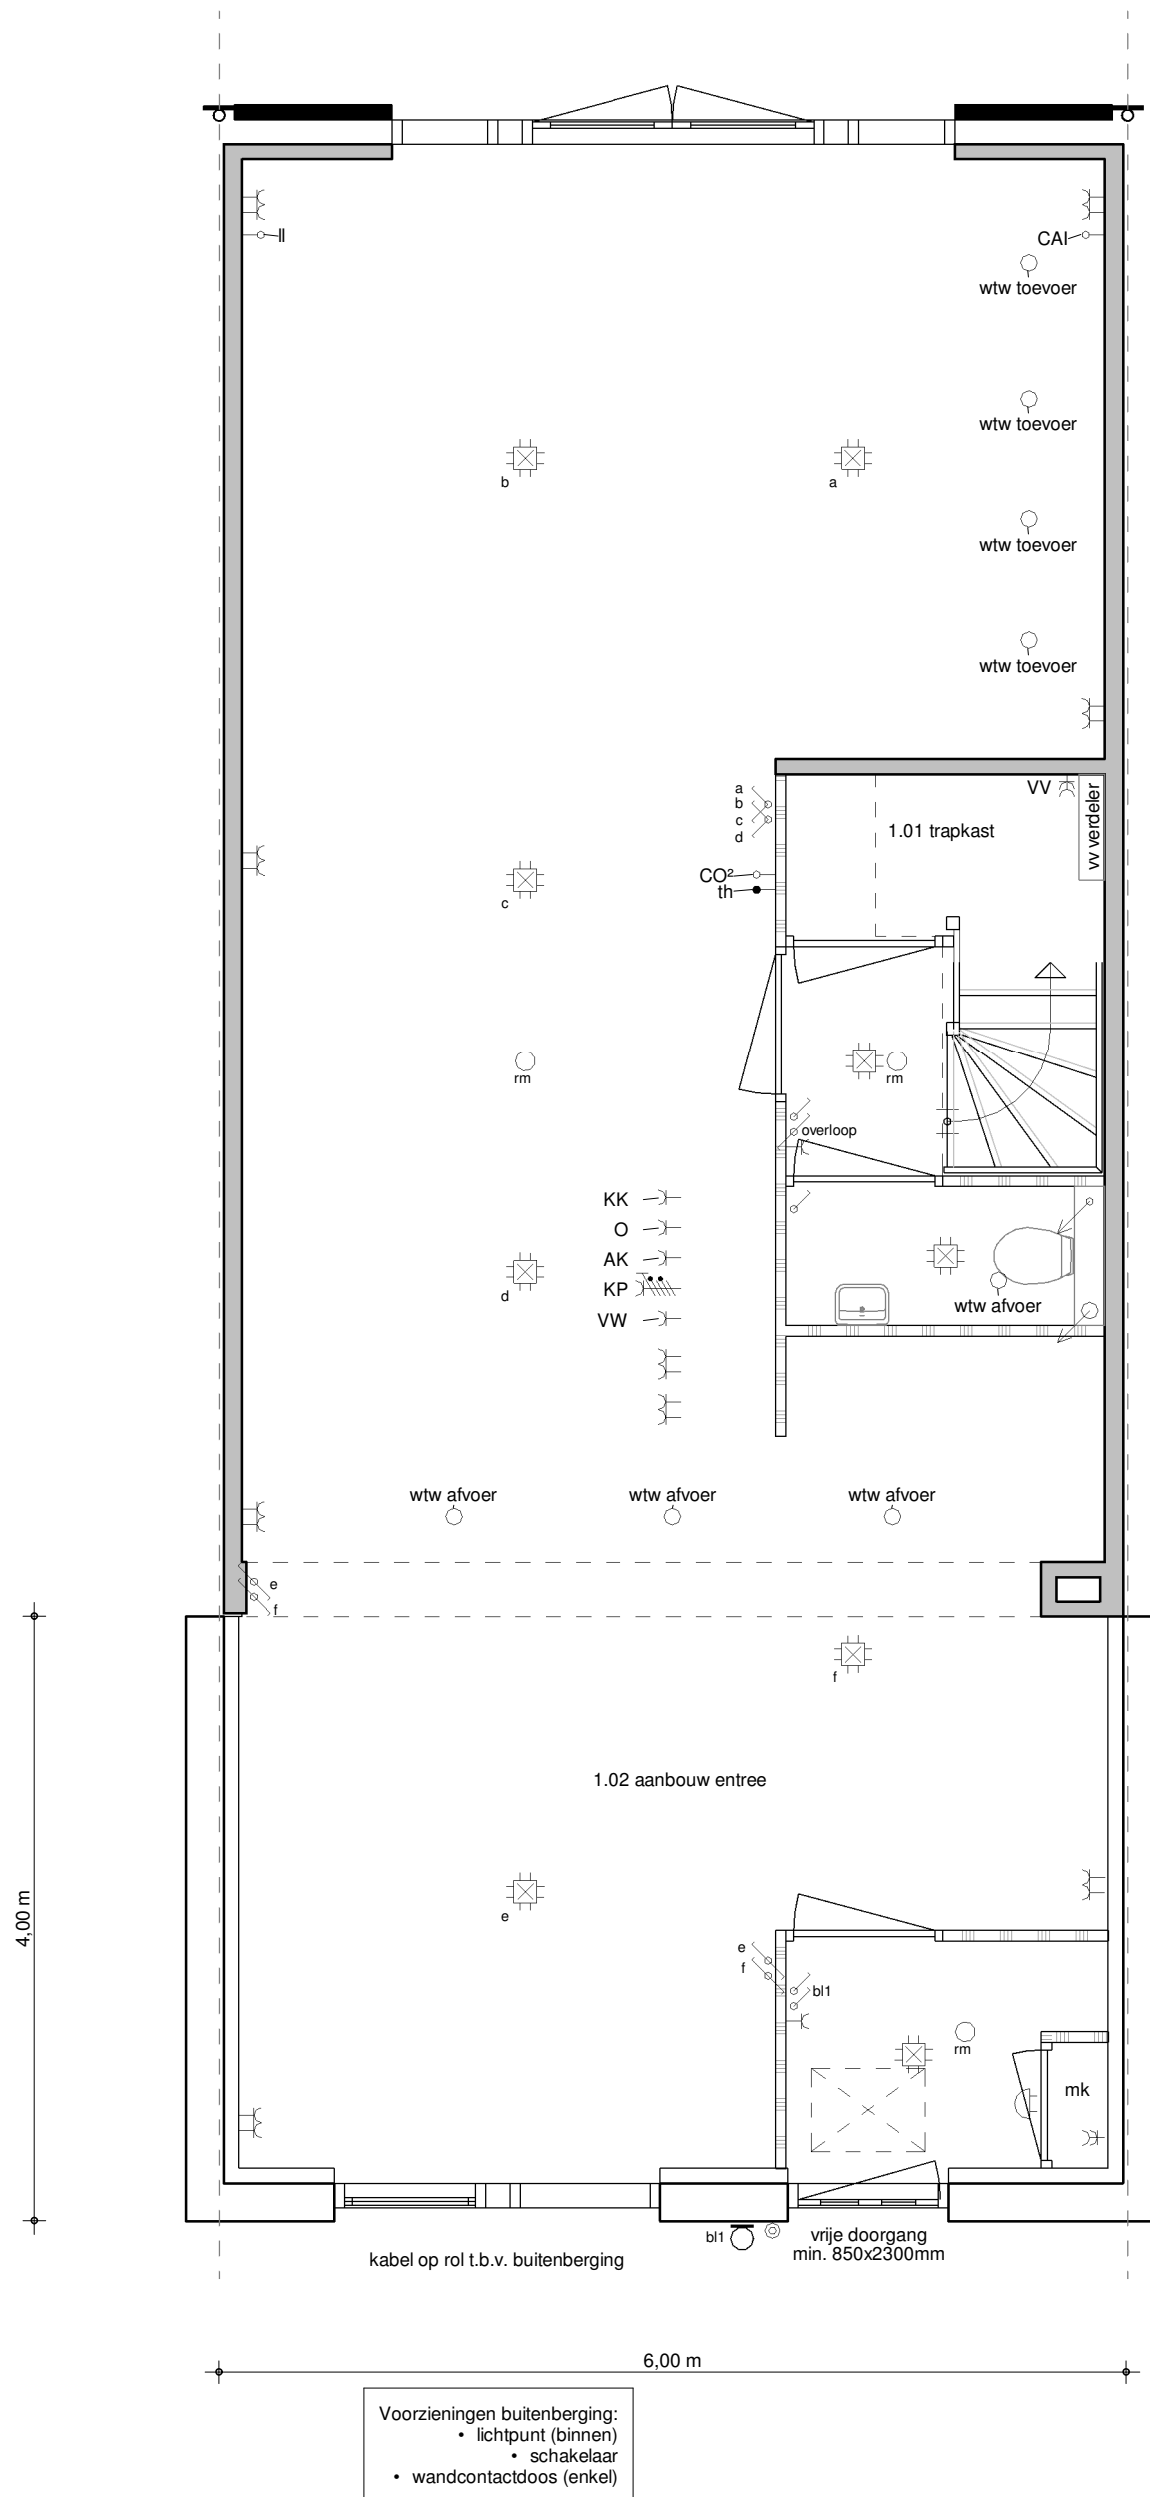 II
CAI
wtw toevoer
wtw toevoer
b
a
wtw toevoer
wtw toevoer
a
b
c
d
VV
vv verdeler
1.01 trapkast
CO²
th
c
rm
rm
overloop
KK
O
AK
KP
VW
d
wtw afvoer
wtw afvoer
wtw afvoer
wtw afvoer
e
f
f
1.02 aanbouw entree
4,00 m
e
e
f
bl1
rm
mk
bl1
vrije doorgang
min. 850x2300mm
kabel op rol t.b.v. buitenberging
6,00 m
Voorzieningen buitenberging:
• lichtpunt (binnen)
• schakelaar
• wandcontactdoos (enkel)